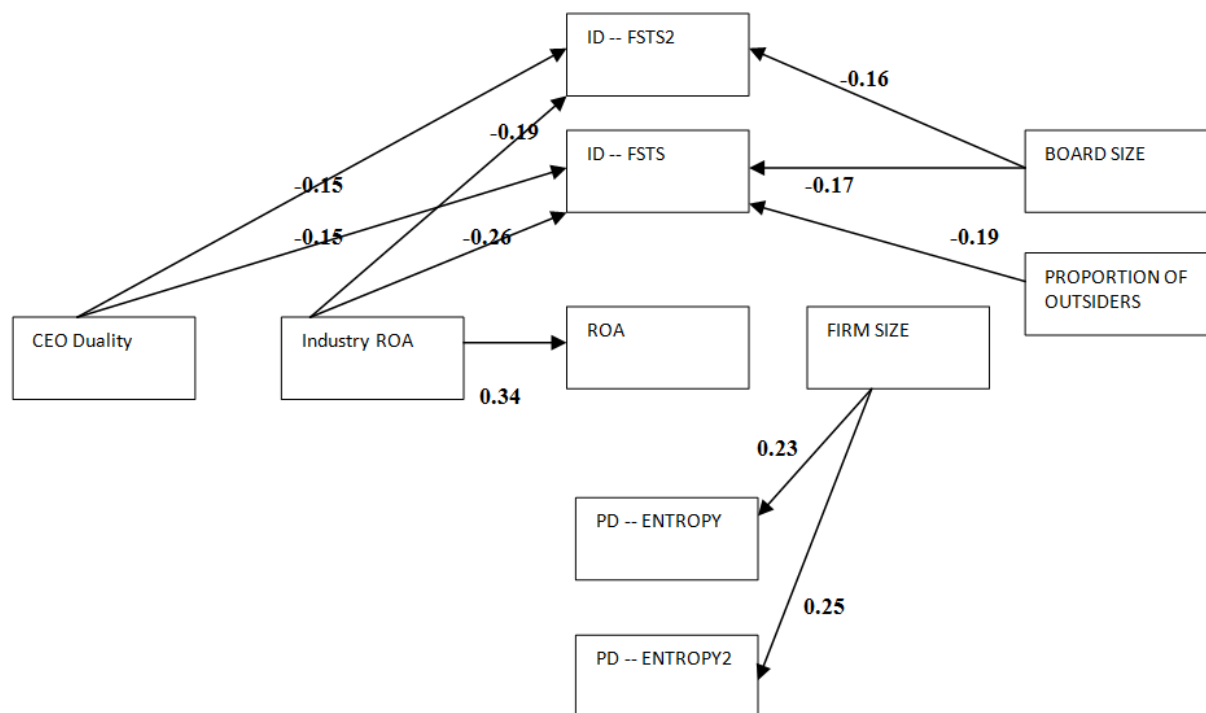 ID -- FSTS2
-0.16
-0.19
ID -- FSTS
BOARD SIZE
-0.15
-0.17
-0.15
-0.26
-0.19
PROPORTION OF
OUTSIDERS
CEO Duality
Industry ROA
ROA
FIRM SIZE
0.34
0.23
PD -- ENTROPY
0.25
PD -- ENTROPY2